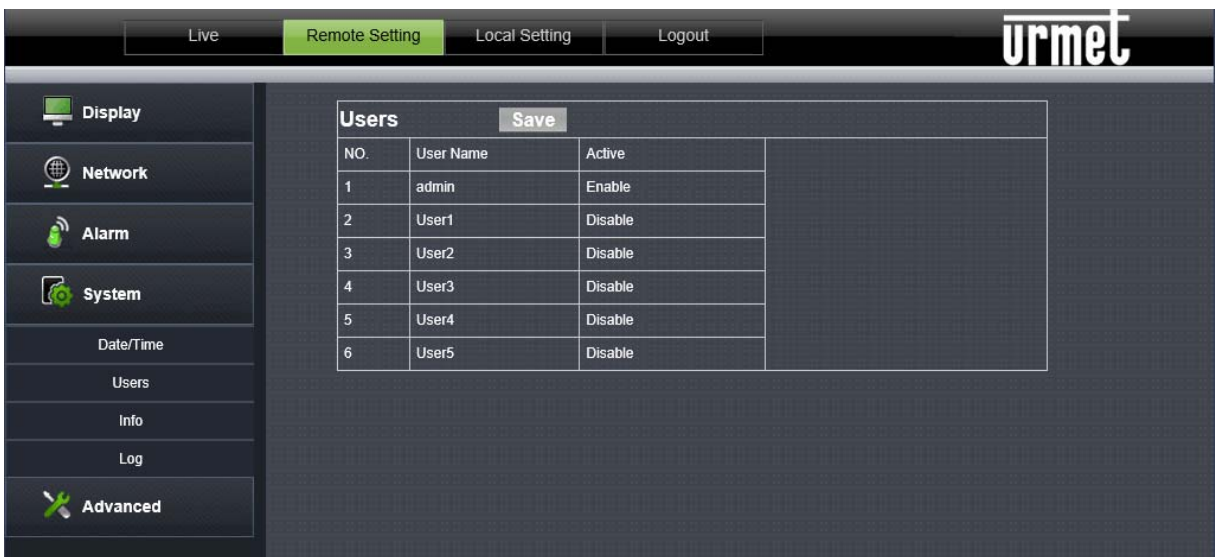 Live Remote Setting Local Setting Logout urmet
Display
Network
Alarm
System
Date/Time
Users
Info
Log
Advanced
Users Save
NO. User Name Active
1 admin Enable
2 User1 Disable
3 User2 Disable
4 User3 Disable
5 User4 Disable
6 User5 Disable